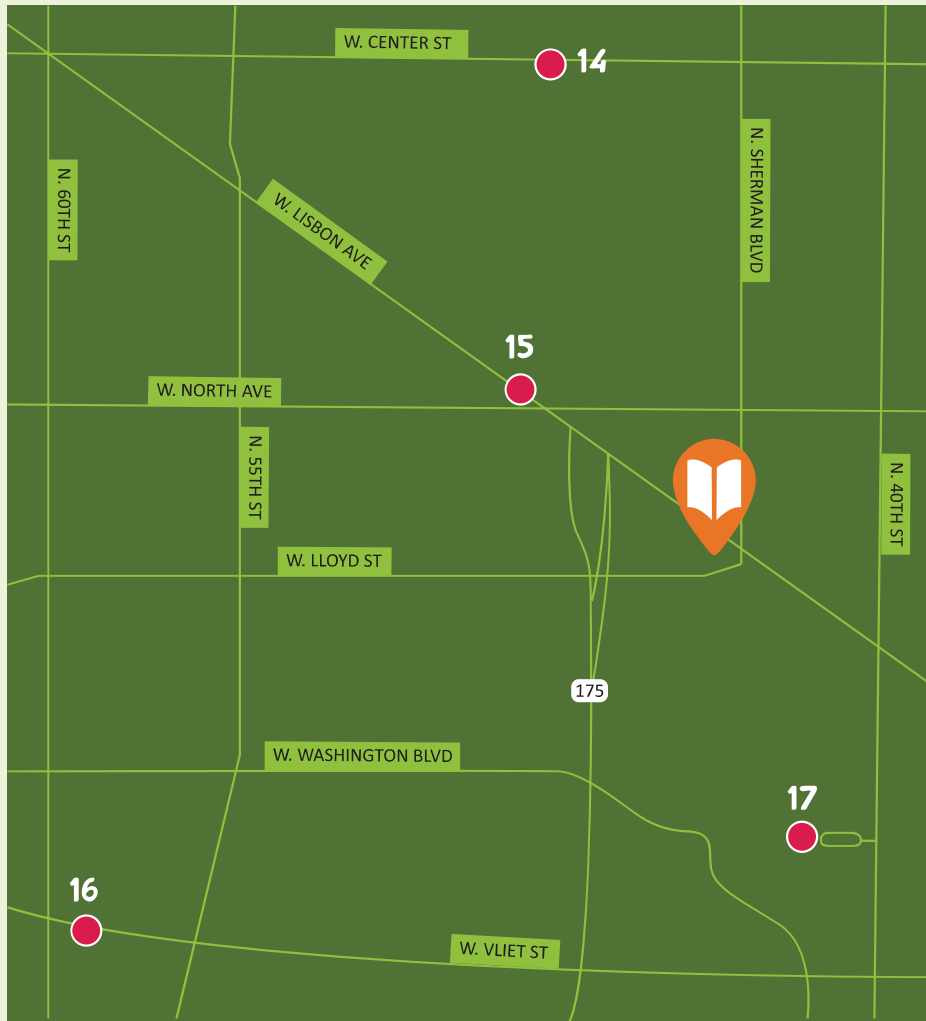 W. CENTER ST
14
N. SHERMAN BLVD
N. 60TH ST
W. LISBON AVE
15
W. NORTH AVE
N. 55TH ST
N. 40TH ST
W. LLOYD ST
175
W. WASHINGTON BLVD
17
16
W. VLIET ST